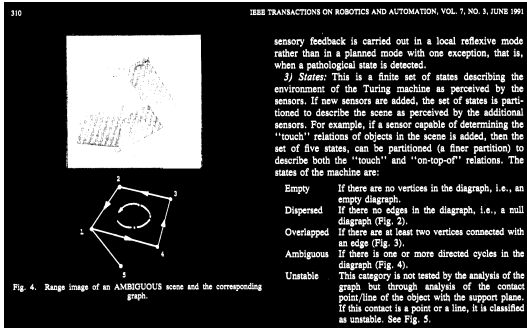 310
IEEE TRANSACTIONS ON ROBOTICS AND AUTOMATION, VOL. 7, NO. 3, JUNE 1991
2
3
1
4
5
Fig. 4. Range image of an AMBIGUOUS scene and the corresponding
graph.
sensory feedback is carried out in a local reflexive mode
rather than in a planned mode with one exception, that is,
when a pathological state is detected.
3) States: This is a finite set of states describing the
environment of the Turing machine as perceived by the
sensors. If new sensors are added, the set of states is parti-
tioned to describe the scene as perceived by the additional
sensors. For example, if a sensor capable of determining the
"touch" relations of objects in the scene is added, then the
set of five states, can be partitioned (a finer partition) to
describe both the "touch" and "on-top-of" relations. The
states of the machine are:
Empty If there are no vertices in the diagraph, i.e., an
empty diagraph.
Dispersed If there no edges in the diagraph, i.e., a null
diagraph (Fig. 2).
Overlapped If there are at least two vertices connected with
an edge (Fig. 3).
Ambiguous If there is one or more directed cycles in the
diagraph (Fig. 4).
Unstable This category is not tested by the analysis of the
graph but through analysis of the contact
point/line of the object with the support plane.
If this contact is a point or a line, it is classified
as unstable. See Fig. 5.